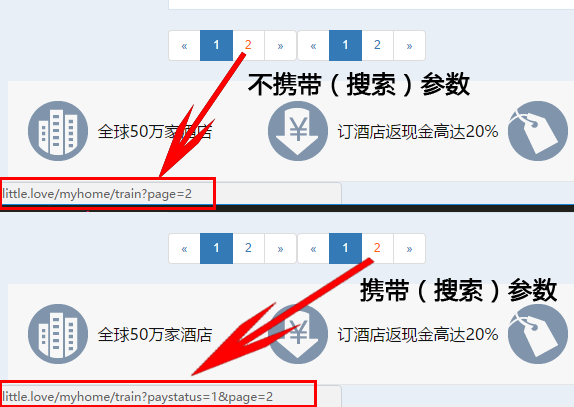 « 1 2 » « 1 2 »
不携带（搜索）参数
全球50万家酒店 ¥ 订酒店返现金高达20%
little.love/myhome/train?page=2
« 1 2 » « 1 2 »
携带（搜索）参数
全球50万家酒店 ¥ 订酒店返现金高达20%
little.love/myhome/train?paystatus=1&page=2